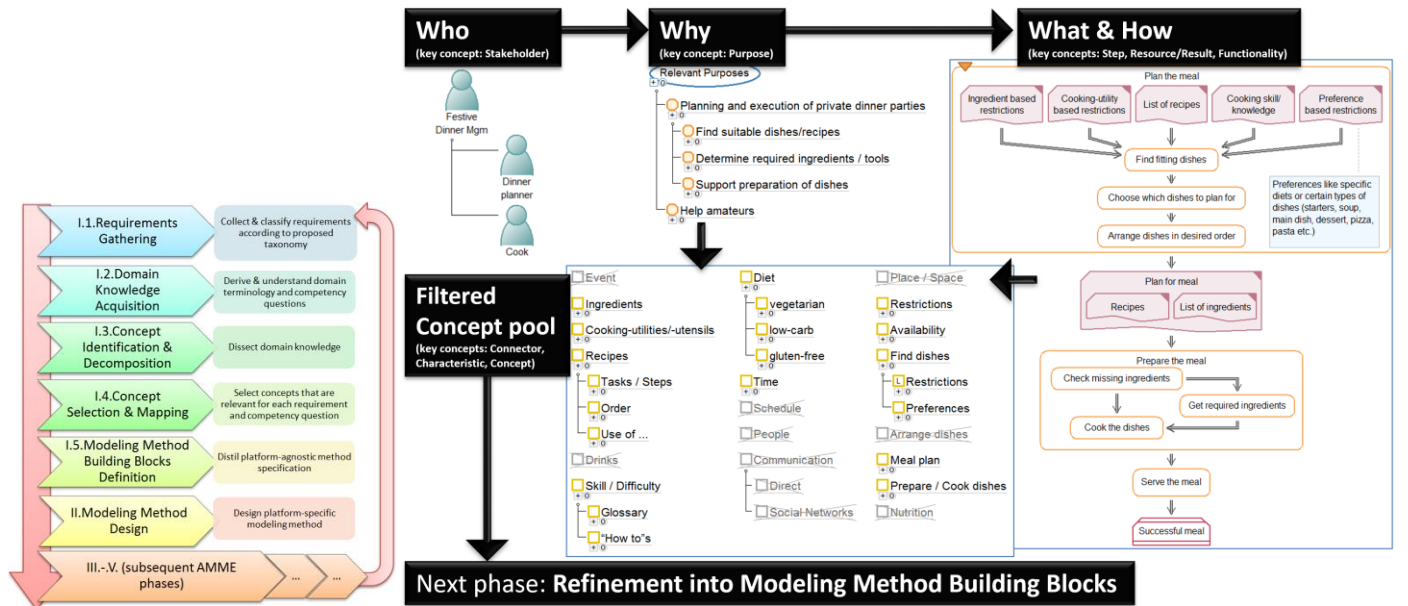 Who
(key concept: Stakeholder)
Why
(key concept: Purpose)
What & How
(key concepts: Step, Resource/Result, Functionality)
Festive
Dinner Mgm
Dinner
planner
Cook
Relevant Purposes
Planning and execution of private dinner parties
Find suitable dishes/recipes
Determine required ingredients / tools
Support preparation of dishes
Help amateurs
Plan the meal
Ingredient based
restrictions
Cooking-utility
based restrictions
List of recipes
Cooking skill/
knowledge
Preference
based restrictions
Find fitting dishes
Choose which dishes to plan for
Arrange dishes in desired order
Preferences like specific
diets or certain types of
dishes (starters, soup,
main dish, dessert, pizza,
pasta etc.)
Plan for meal
Recipes
List of ingredients
Prepare the meal
Check missing ingredients
Get required ingredients
Cook the dishes
Serve the meal
Successful meal
I.1.Requirements
Gathering
Collect & classify requirements
according to proposed
taxonomy
I.2.Domain
Knowledge
Acquisition
Derive & understand domain
terminology and competency
questions
I.3.Concept
Identification &
Decomposition
Dissect domain knowledge
I.4.Concept
Selection & Mapping
Select concepts that are
relevant for each requirement
and competency question
I.5.Modeling Method
Building Blocks
Definition
Distil platform-agnostic method
specification
II.Modeling Method
Design
Design platform-specific
modeling method
III.-.V. (subsequent AMME
phases)
...
...
Filtered
Concept pool
(key concepts: Connector,
Characteristic, Concept)
Event
Ingredients
Cooking-utilities/-utensils
Recipes
Tasks / Steps
Order
Use of ...
Drinks
Skill / Difficulty
Glossary
"How to"s
Diet
vegetarian
low-carb
gluten-free
Time
Schedule
People
Communication
Direct
Social Networks
Place / Space
Restrictions
Availability
Find dishes
L Restrictions
Preferences
Arrange dishes
Meal plan
Prepare / Cook dishes
Nutrition
Next phase: Refinement into Modeling Method Building Blocks